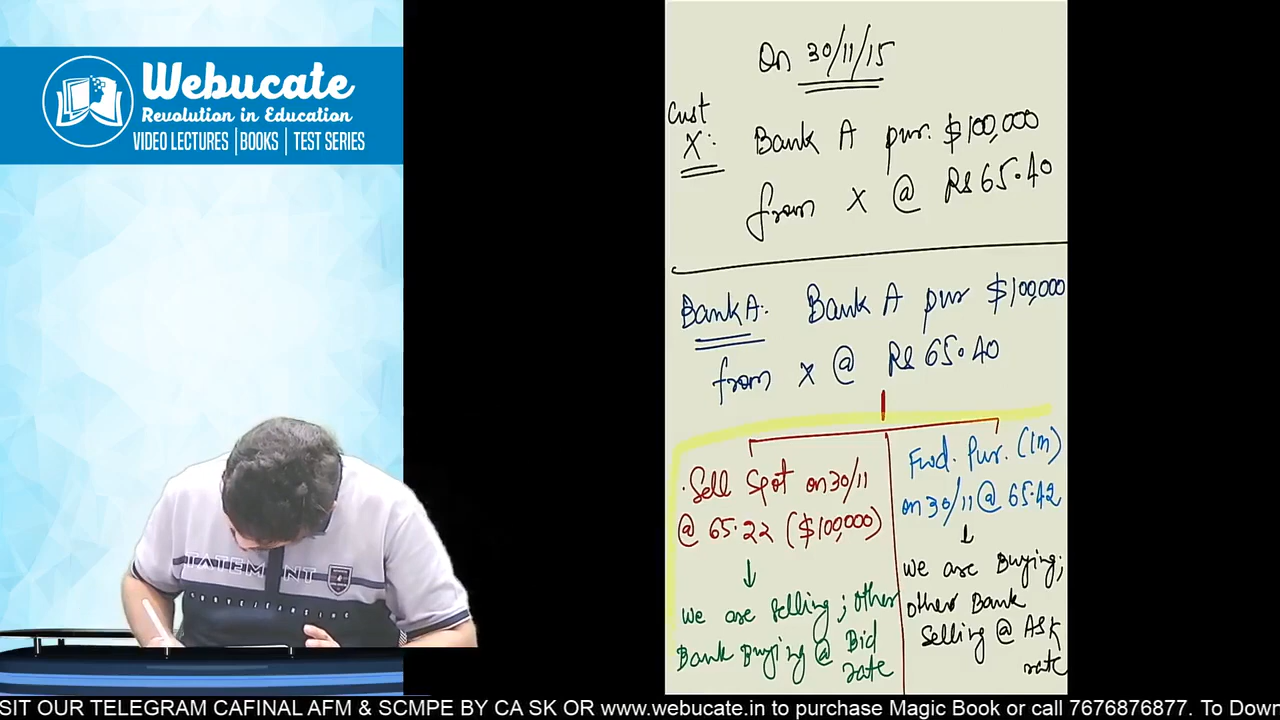 Webucate
Revolution in Education
VIDEO LECTURES | BOOKS | TEST SERIES
On 30/11/15
Cust
X: Bank A pur. $100,000
from X @ Rs 65.40
Bank A: Bank A pur $100,000
from X @ Rs 65.40
Sell Spot on 30/11
@ 65.22 ($100,000)
We are selling; other
Bank Buying @ Bid
rate
Fwd. Pur. (1m)
on 30/11 @ 65.42
We are Buying;
other Bank
Selling @ ASK
rate
TATEMENT
SIT OUR TELEGRAM CAFINAL AFM & SCMPE BY CA SK OR www.webucate.in to purchase Magic Book or call 7676876877. To Down